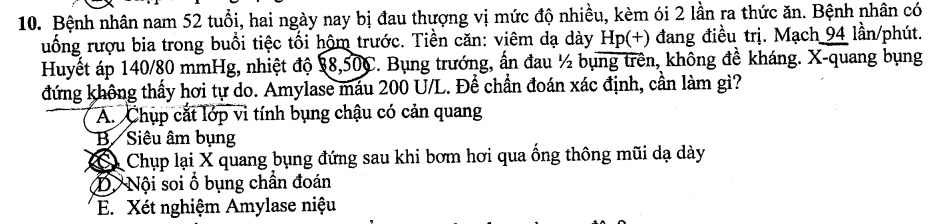 10. Bệnh nhân nam 52 tuổi, hai ngày nay bị đau thượng vị mức độ nhiều, kèm ói 2 lần ra thức ăn. Bệnh nhân có
uống rượu bia trong buổi tiệc tối hôm trước. Tiền căn: viêm dạ dày Hp(+) đang điều trị. Mạch 94 lần/phút.
Huyết áp 140/80 mmHg, nhiệt độ 38,50C. Bụng trướng, ấn đau ½ bụng trên, không đề kháng. X-quang bụng
đứng không thấy hơi tự do. Amylase máu 200 U/L. Để chẩn đoán xác định, cần làm gì?
A. Chụp cắt lớp vi tính bụng chậu có cản quang
B. Siêu âm bụng
C. Chụp lại X quang bụng đứng sau khi bơm hơi qua ống thông mũi dạ dày
D. Nội soi ổ bụng chẩn đoán
E. Xét nghiệm Amylase niệu